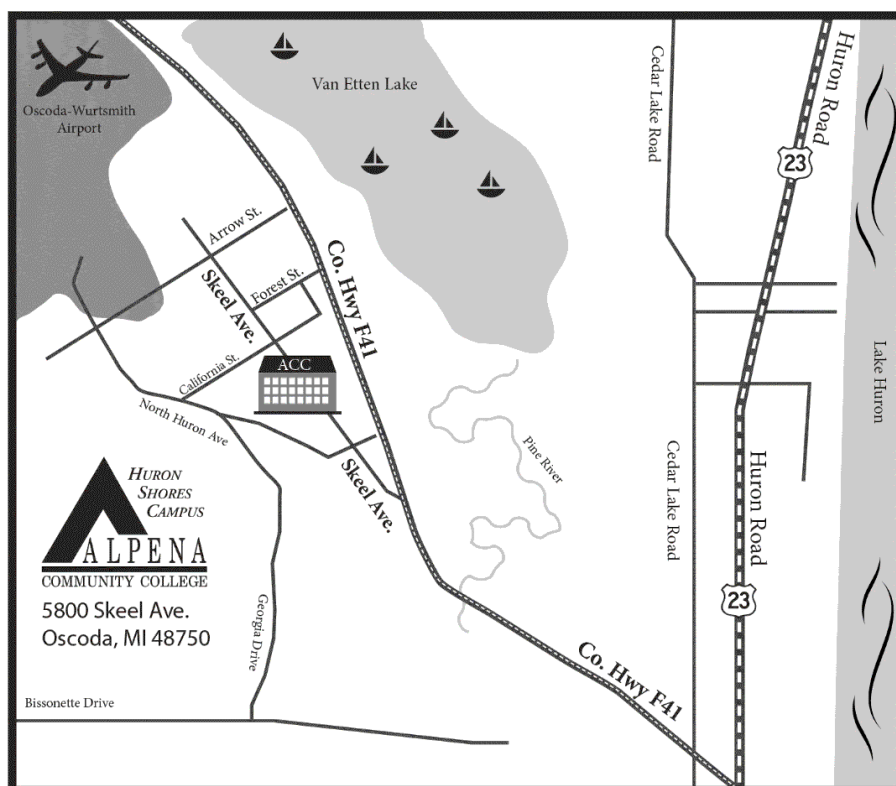 Oscoda-Wurtsmith
Airport
Van Etten Lake
Cedar Lake Road
Huron Road
23
Arrow St.
Skeel Ave.
Forest St.
Co. Hwy F41
California St.
ACC
North Huron Ave
Skeel Ave.
Pine River
Lake Huron
Cedar Lake Road
Huron Road
23
HURON
SHORES
CAMPUS
ALPENA
COMMUNITY COLLEGE
5800 Skeel Ave.
Oscoda, MI 48750
Georgia Drive
Co. Hwy F41
Bissonette Drive